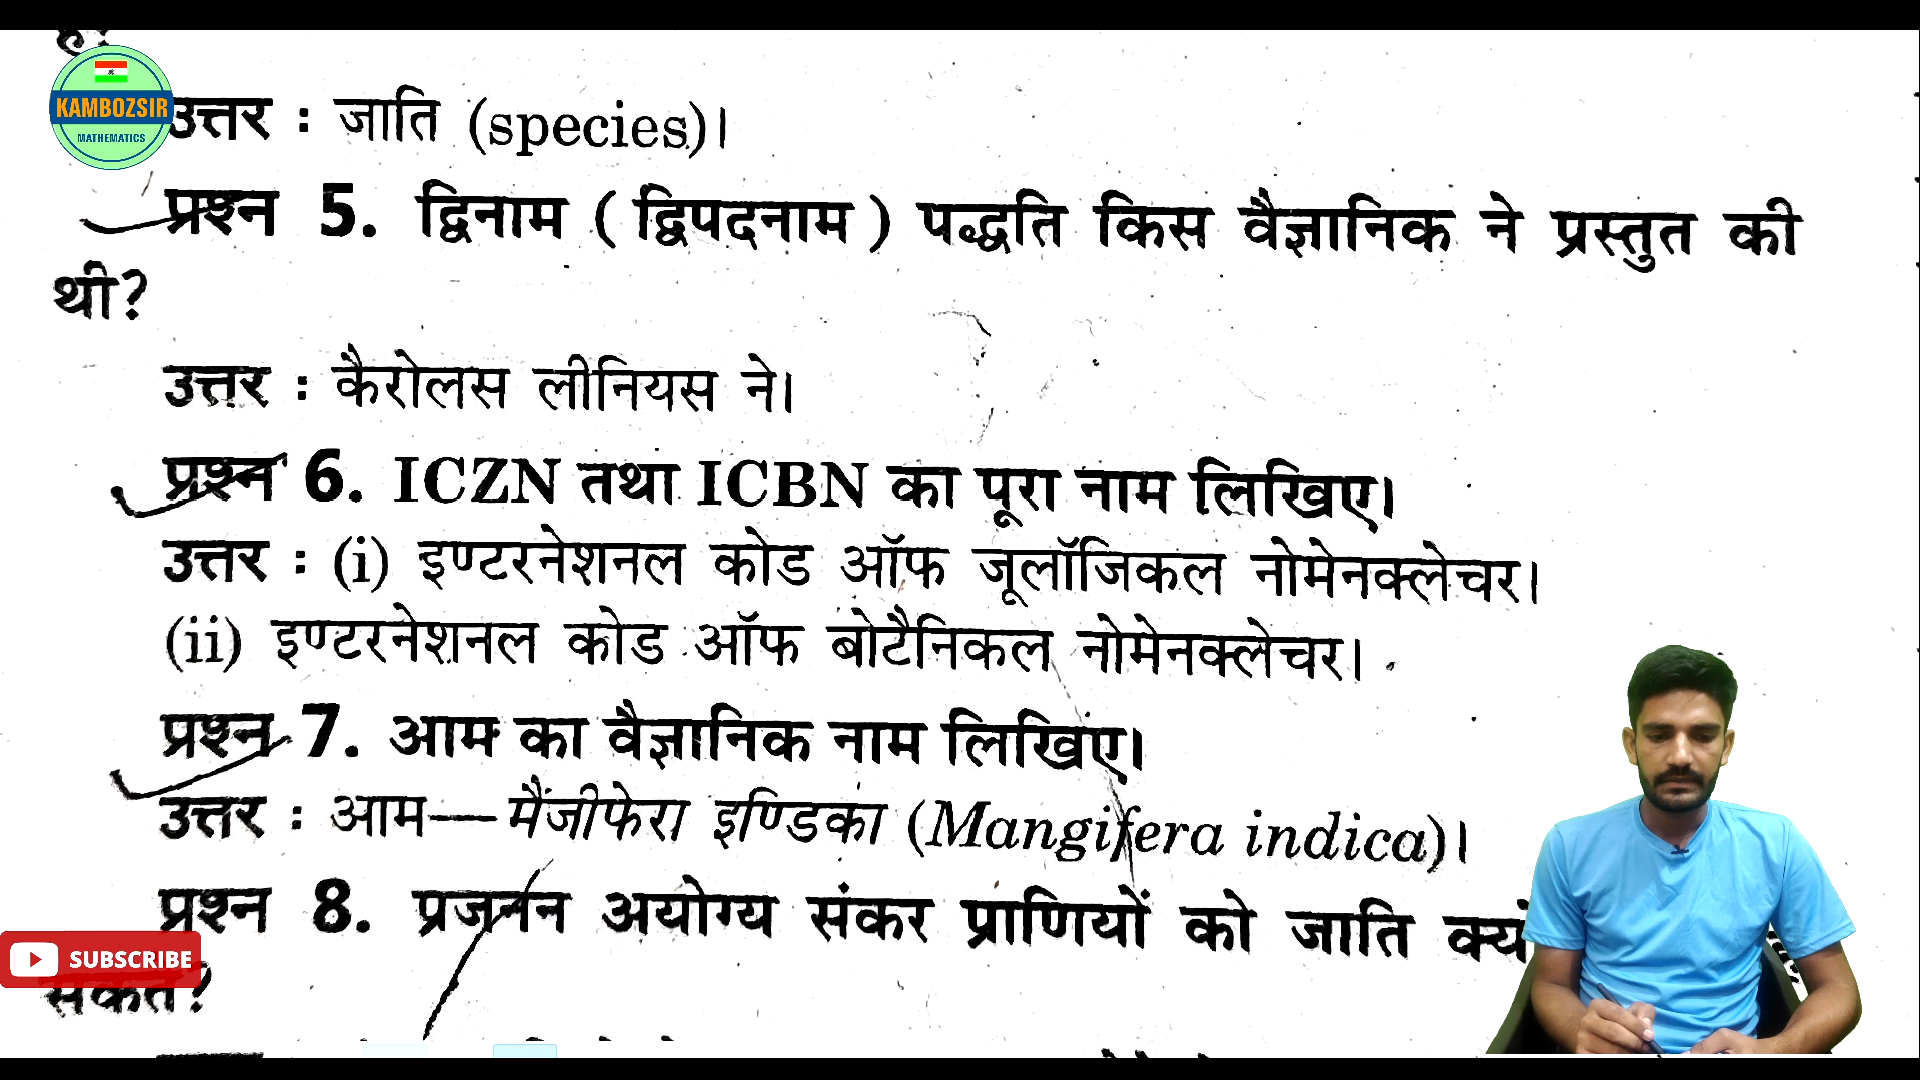 KAMBOZSIR
MATHEMATICS
उत्तर : जाति (species)।
प्रश्न 5. द्विनाम (द्विपदनाम) पद्धति किस वैज्ञानिक ने प्रस्तुत की
थी?
उत्तर : कैरोलस लीनियस ने।
प्रश्न 6. ICZN तथा ICBN का पूरा नाम लिखिए।
उत्तर : (i) इण्टरनेशनल कोड ऑफ जूलॉजिकल नोमेनक्लेचर।
(ii) इण्टरनेशनल कोड ऑफ बोटैनिकल नोमेनक्लेचर।
प्रश्न 7. आम का वैज्ञानिक नाम लिखिए।
उत्तर : आम—मैंजीफेरा इण्डिका (Mangifera indica)।
प्रश्न 8. प्रजनन अयोग्य संकर प्राणियों को जाति
SUBSCRIBE
सकते?